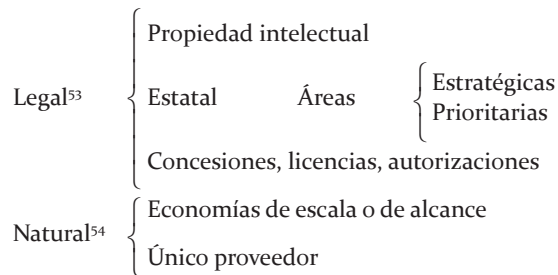 Propiedad intelectual
Legal⁵³ Estatal Áreas Estratégicas
Prioritarias
Concesiones, licencias, autorizaciones
Natural⁵⁴ Economías de escala o de alcance
Único proveedor